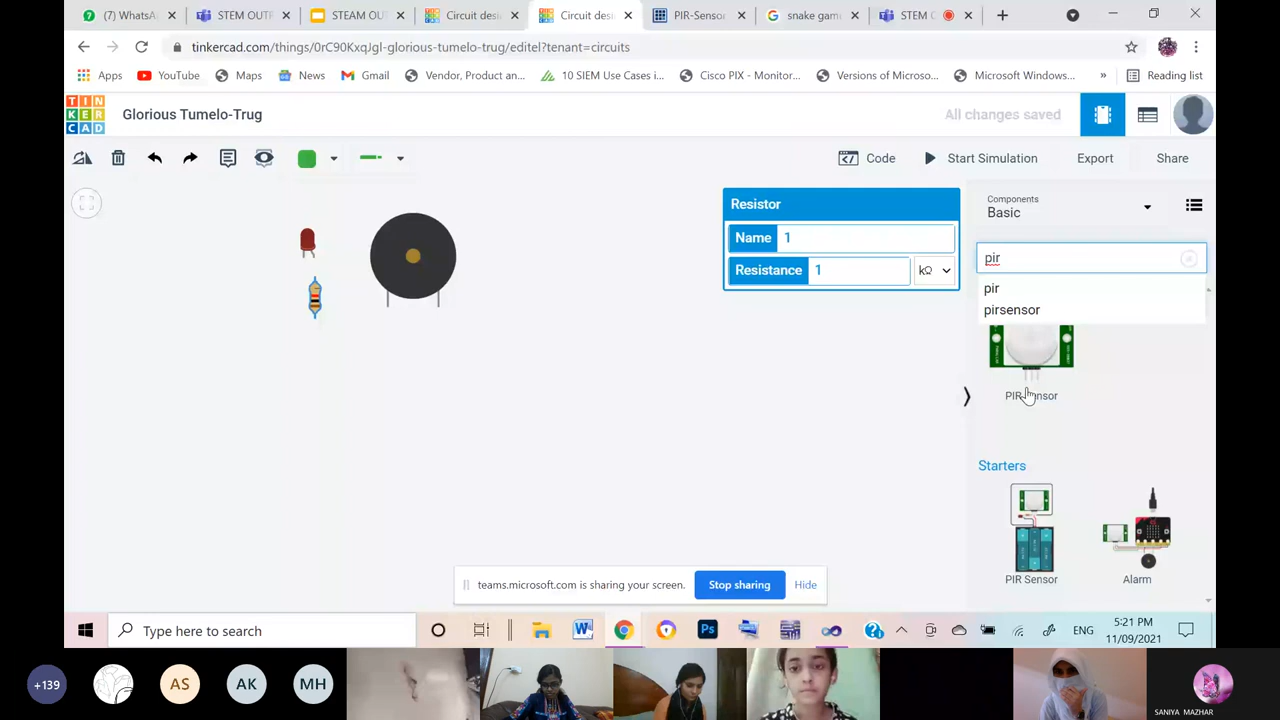 (7) WhatsA
STEM OUTF
STEAM OUT
Circuit desi
Circuit desi
PIR-Senso
snake gam
STEM C
tinkercad.com/things/0rC90KxqJgl-glorious-tumelo-trug/editel?tenant=circuits
Apps
YouTube
Maps
News
Gmail
Vendor, Product an...
10 SIEM Use Cases i...
Cisco PIX - Monitor...
Versions of Microso...
Microsoft Windows...
»
Reading list
TIN
KER
CAD
Glorious Tumelo-Trug
All changes saved
Code
Start Simulation
Export
Share
Resistor
Name 1
Resistance 1 kΩ
Components
Basic
pir
pir
pirsensor
PIR Sensor
Starters
PIR Sensor
Alarm
teams.microsoft.com is sharing your screen.
Stop sharing
Hide
Type here to search
ENG
5:21 PM
11/09/2021
+139
AS
AK
MH
SANIYA MAZHAR